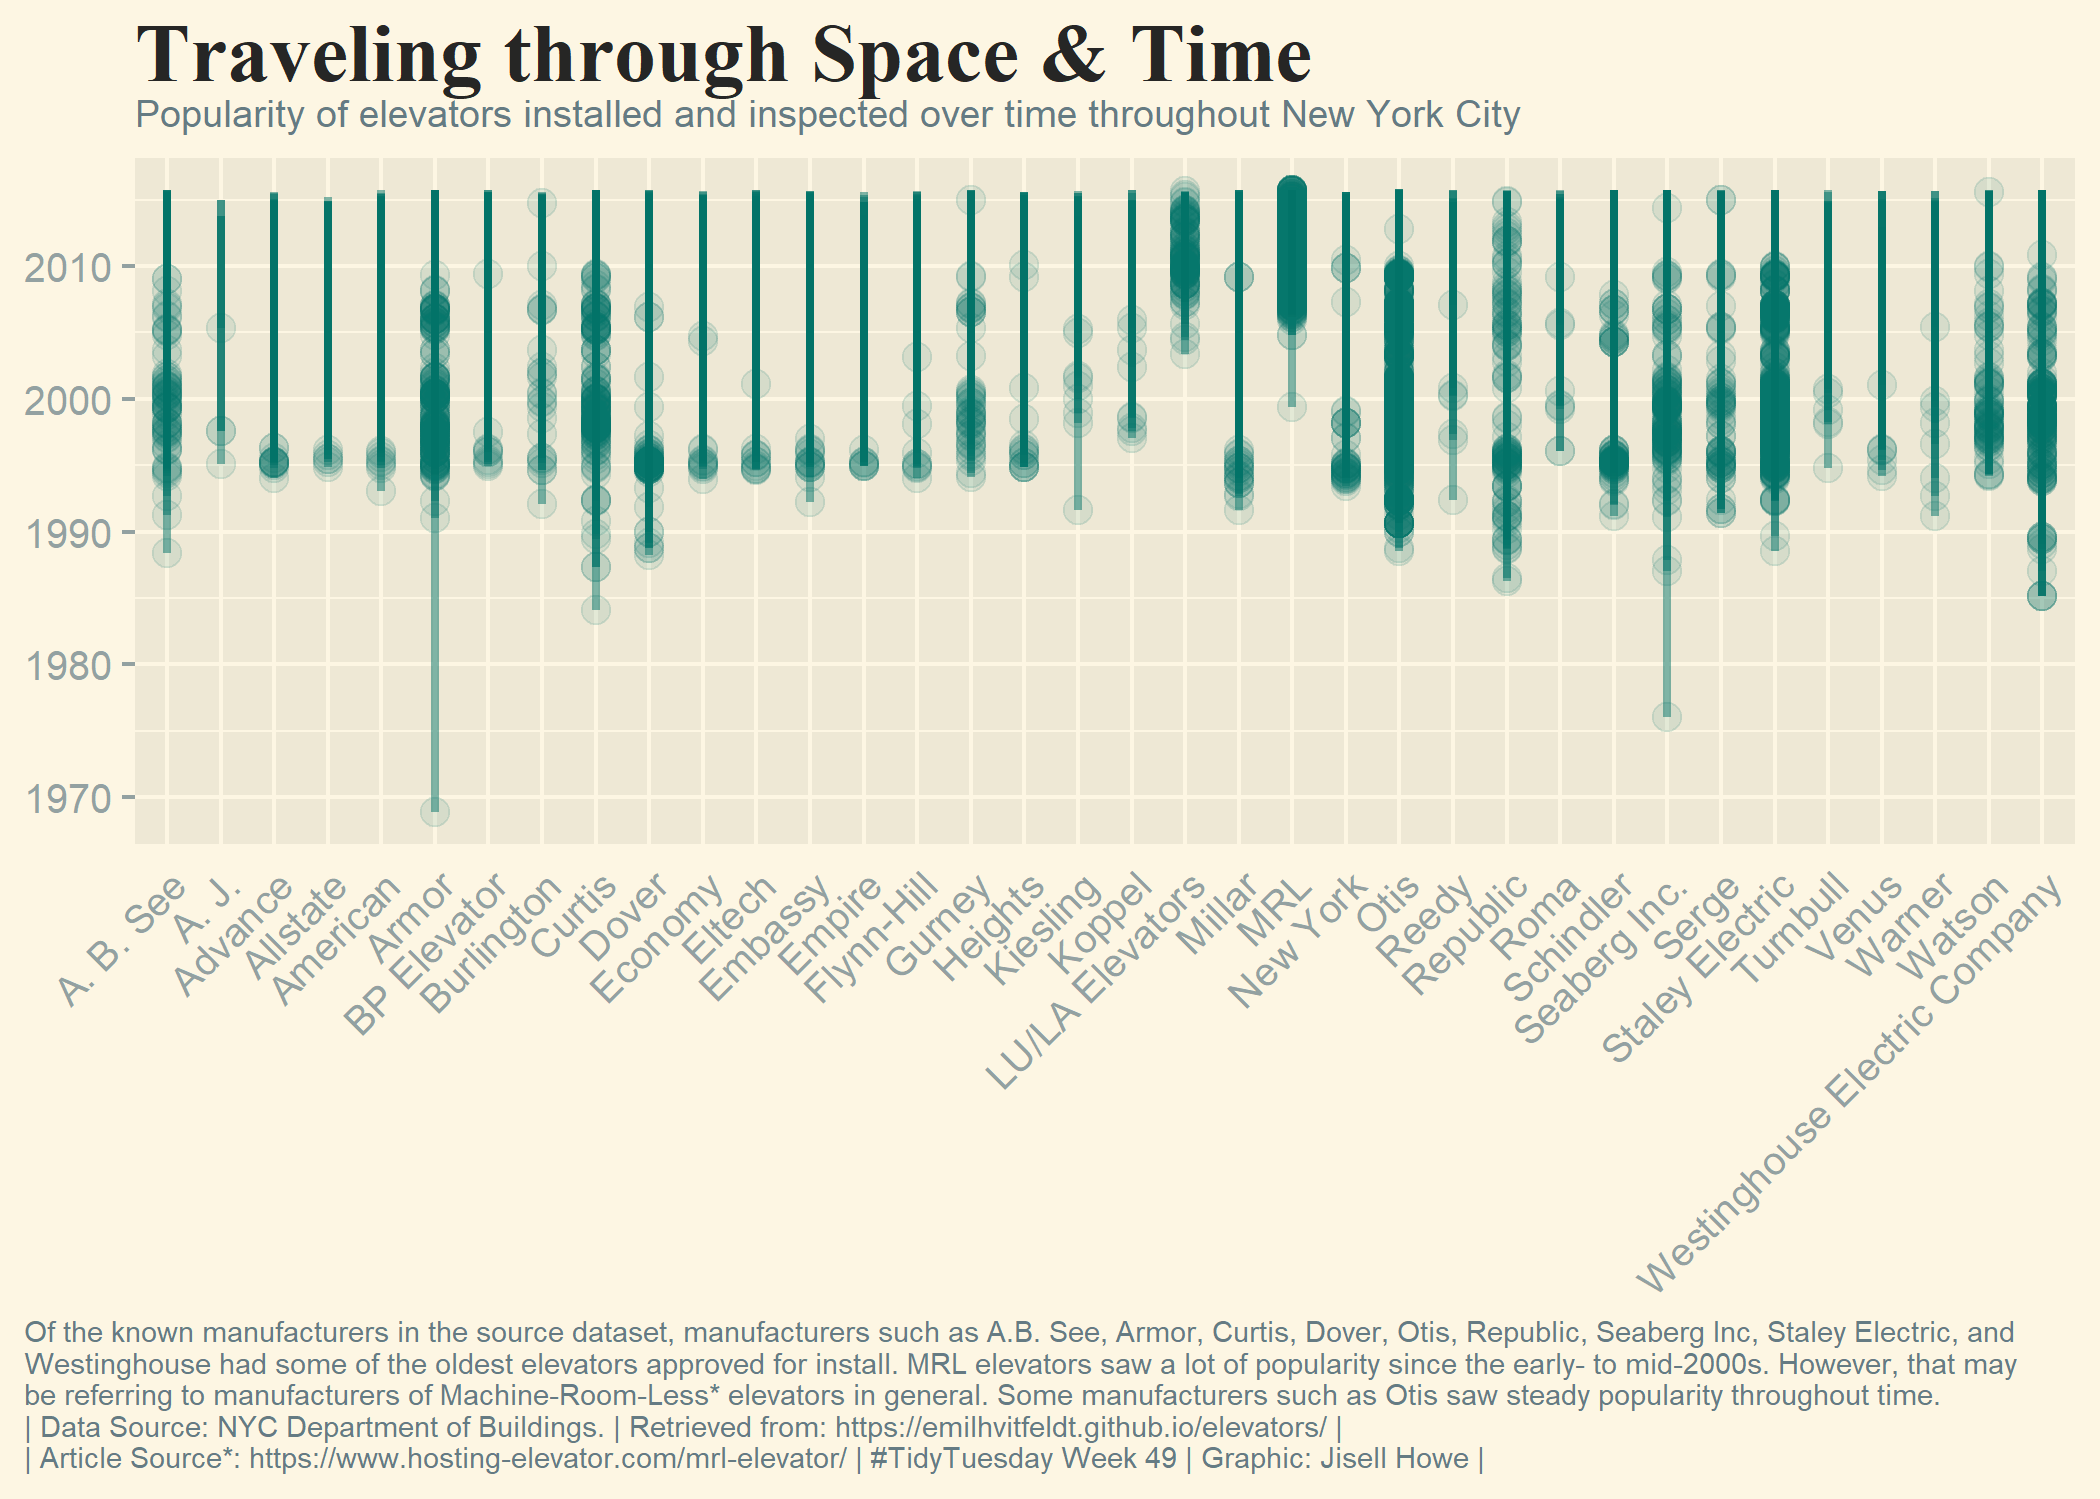 Traveling through Space & Time
Popularity of elevators installed and inspected over time throughout New York City
2010
2000
1990
1980
1970
A. B. See
A. J.
Advance
Allstate
American
Armor
BP Elevator
Burlington
Curtis
Dover
Economy
Eltech
Embassy
Empire
Flynn-Hill
Gurney
Heights
Kiesling
Koppel
LU/LA Elevators
Millar
MRL
New York
Otis
Reedy
Republic
Roma
Schindler
Seaberg Inc.
Serge
Staley Electric
Turnbull
Venus
Warner
Watson
Westinghouse Electric Company
Of the known manufacturers in the source dataset, manufacturers such as A.B. See, Armor, Curtis, Dover, Otis, Republic, Seaberg Inc, Staley Electric, and
Westinghouse had some of the oldest elevators approved for install. MRL elevators saw a lot of popularity since the early- to mid-2000s. However, that may
be referring to manufacturers of Machine-Room-Less* elevators in general. Some manufacturers such as Otis saw steady popularity throughout time.
| Data Source: NYC Department of Buildings. | Retrieved from: https://emilhvitfeldt.github.io/elevators/ |
| Article Source*: https://www.hosting-elevator.com/mrl-elevator/ | #TidyTuesday Week 49 | Graphic: Jisell Howe |